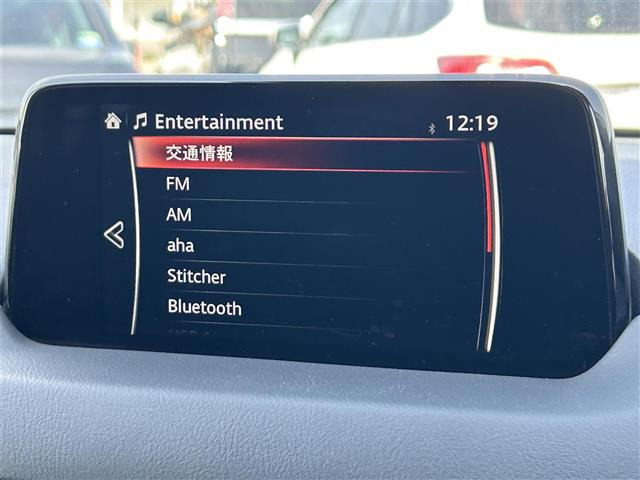 Entertainment
12:19
交通情報
FM
AM
aha
Stitcher
Bluetooth